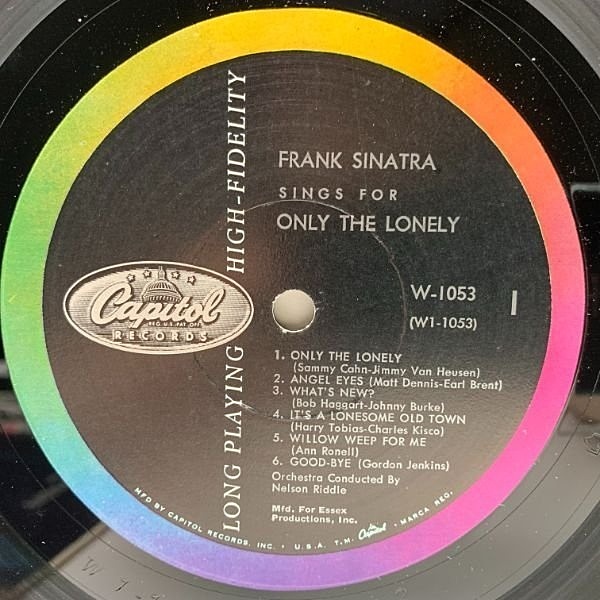 FRANK SINATRA
SINGS FOR
ONLY THE LONELY
LONG PLAYING HIGH-FIDELITY
Capitol
REG. U.S. PAT. OFF.
RECORDS
W-1053 1
(W1-1053)
1. ONLY THE LONELY
(Sammy Cahn-Jimmy Van Heusen)
2. ANGEL EYES (Matt Dennis-Earl Brent)
3. WHAT'S NEW?
(Bob Haggart-Johnny Burke)
4. IT'S A LONESOME OLD TOWN
(Harry Tobias-Charles Kisco)
5. WILLOW WEEP FOR ME
(Ann Ronell)
6. GOOD-BYE (Gordon Jenkins)
Orchestra Conducted By
Nelson Riddle
Mfd. For Essex
Productions, Inc.
MFD BY CAPITOL RECORDS, INC. • U.S.A. T.M. Capitol • MARCA REG.